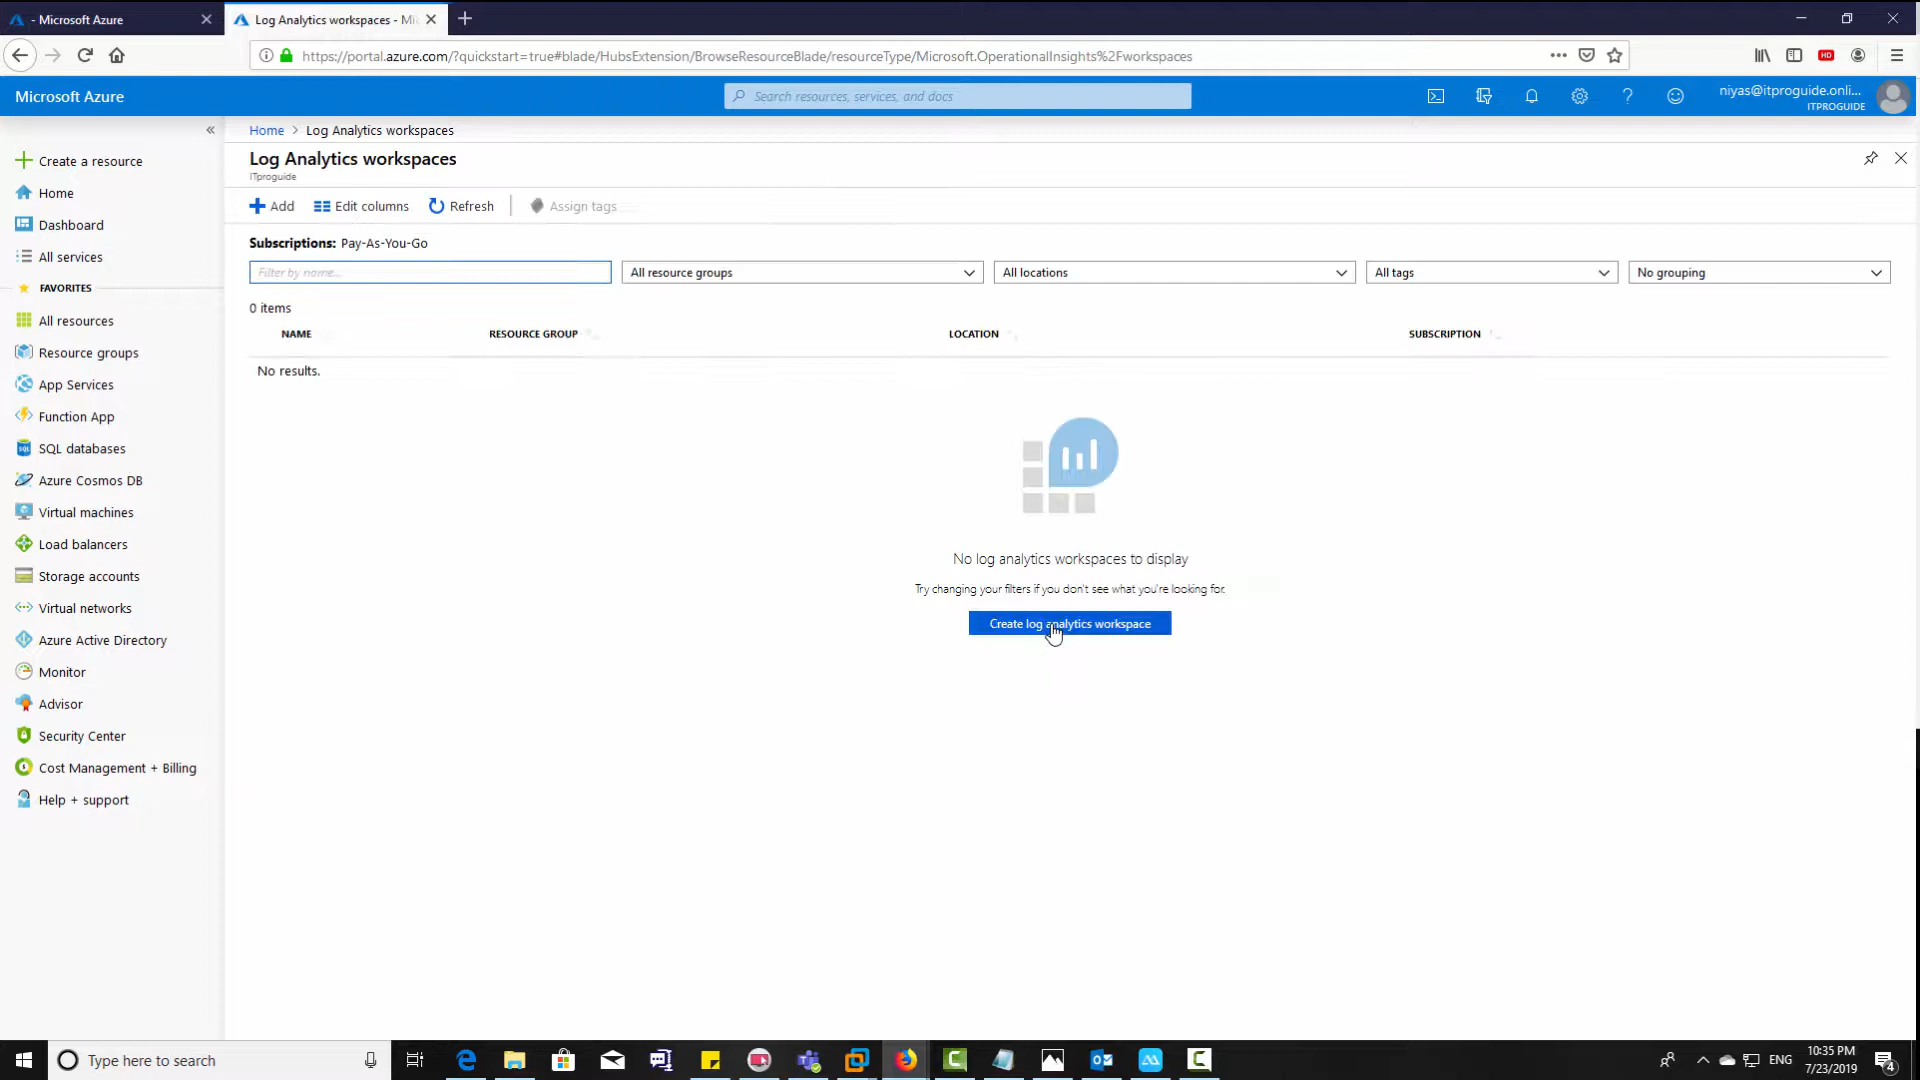 - Microsoft Azure
Log Analytics workspaces - Mi
https://portal.azure.com/?quickstart=true#blade/HubsExtension/BrowseResourceBlade/resourceType/Microsoft.OperationalInsights%2Fworkspaces
HD
Microsoft Azure
Search resources, services, and docs
niyas@itproguide.onli...
ITPROGUIDE
Home > Log Analytics workspaces
Log Analytics workspaces
ITproguide
Add
Edit columns
Refresh
Assign tags
Subscriptions: Pay-As-You-Go
Filter by name...
All resource groups
All locations
All tags
No grouping
0 items
NAME
RESOURCE GROUP
LOCATION
SUBSCRIPTION
No results.
No log analytics workspaces to display
Try changing your filters if you don't see what you're looking for.
Create log analytics workspace
Create a resource
Home
Dashboard
All services
FAVORITES
All resources
Resource groups
App Services
Function App
SQL databases
Azure Cosmos DB
Virtual machines
Load balancers
Storage accounts
Virtual networks
Azure Active Directory
Monitor
Advisor
Security Center
Cost Management + Billing
Help + support
Type here to search
ENG
10:35 PM
7/23/2019
4